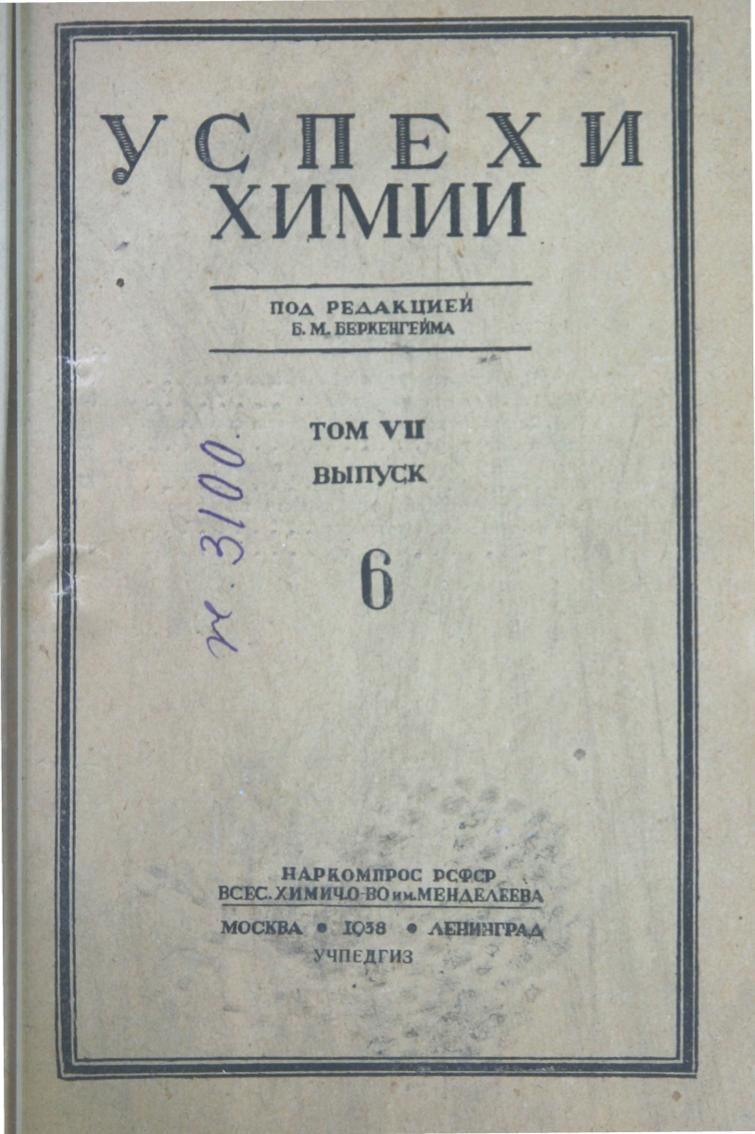 УСПЕХИ
ХИМИИ
ПОД РЕДАКЦИЕЙ
Б. М. БЕРКЕНГЕЙМА
ТОМ VII
ВЫПУСК
6
н. 3100
НАРКОМПРОС РСФСР
ВСЕС. ХИМИЧ.О-ВО им.МЕНДЕЛЕЕВА
МОСКВА • 1938 • ЛЕНИНГРАД
УЧПЕДГИЗ